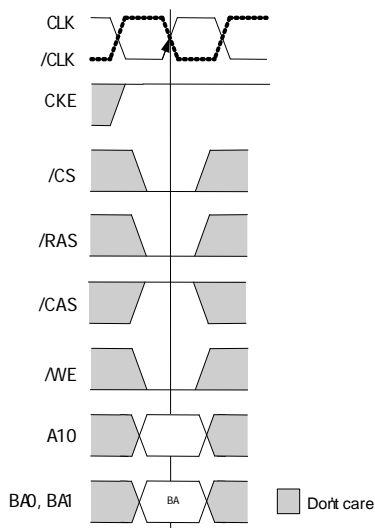 CLK
/CLK
CKE
/CS
/RAS
/CAS
/WE
A10
BA0, BA1
BA
Don't care